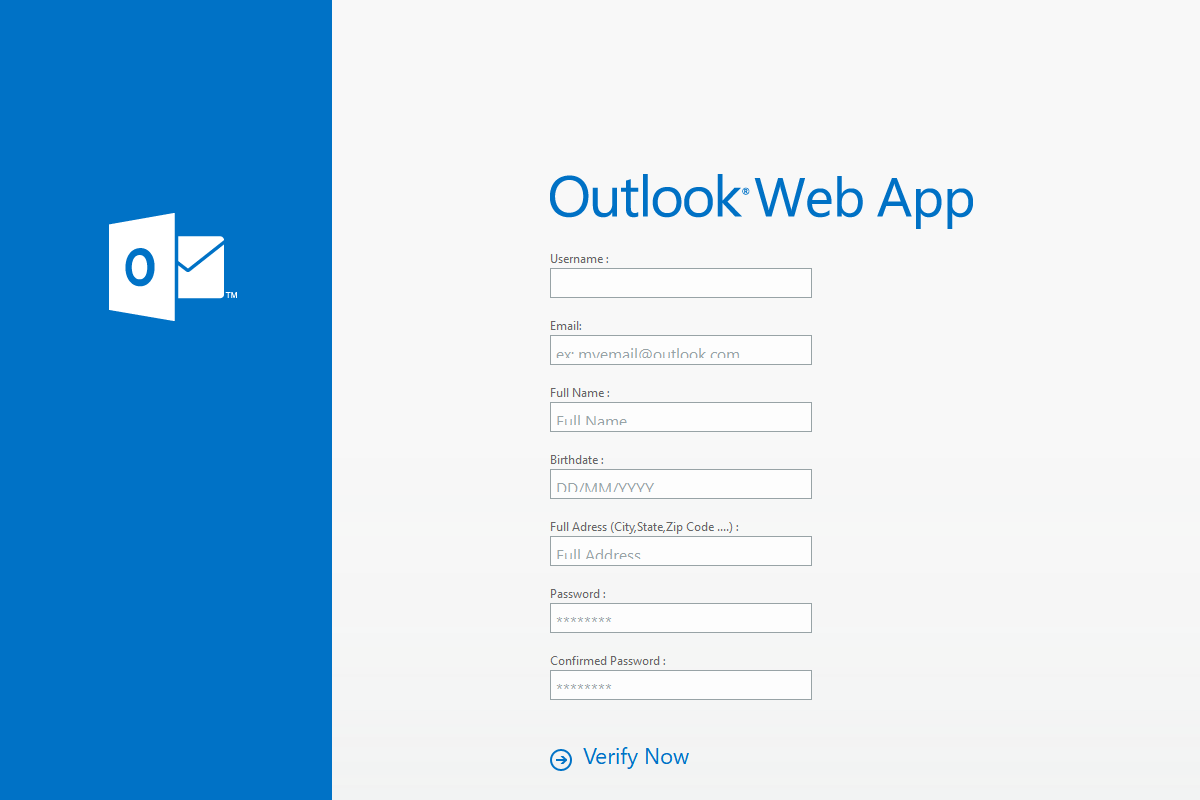 Outlook® Web App
Username :
Email:
ex: myemail@outlook.com
Full Name :
Full Name
Birthdate :
DD/MM/YYYY
Full Adress (City,State,Zip Code ....) :
Full Address
Password :
********
Confirmed Password :
********
Verify Now
O
TM